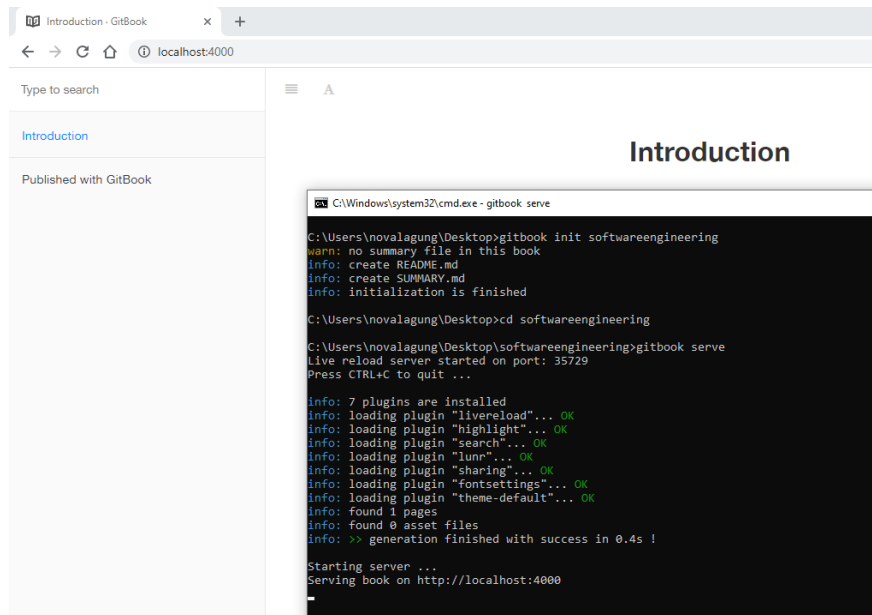 Introduction · GitBook
localhost:4000
Type to search
A
Introduction
Introduction
Published with GitBook
C:\Windows\system32\cmd.exe - gitbook serve
C:\Users\novalagung\Desktop>gitbook init softwareengineering
warn: no summary file in this book
info: create README.md
info: create SUMMARY.md
info: initialization is finished
C:\Users\novalagung\Desktop>cd softwareengineering
C:\Users\novalagung\Desktop\softwareengineering>gitbook serve
Live reload server started on port: 35729
Press CTRL+C to quit ...
info: 7 plugins are installed
info: loading plugin "livereload"... OK
info: loading plugin "highlight"... OK
info: loading plugin "search"... OK
info: loading plugin "lunr"... OK
info: loading plugin "sharing"... OK
info: loading plugin "fontsettings"... OK
info: loading plugin "theme-default"... OK
info: found 1 pages
info: found 0 asset files
info: >> generation finished with success in 0.4s !
Starting server ...
Serving book on http://localhost:4000